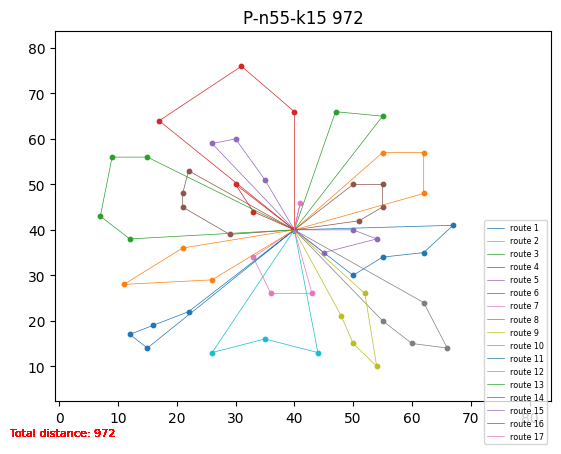 P-n55-k15 972
80
70
60
50
40
30
20
10
0 10 20 30 40 50 60 70 80
route 1
route 2
route 3
route 4
route 5
route 6
route 7
route 8
route 9
route 10
route 11
route 12
route 13
route 14
route 15
route 16
route 17
Total distance: 972